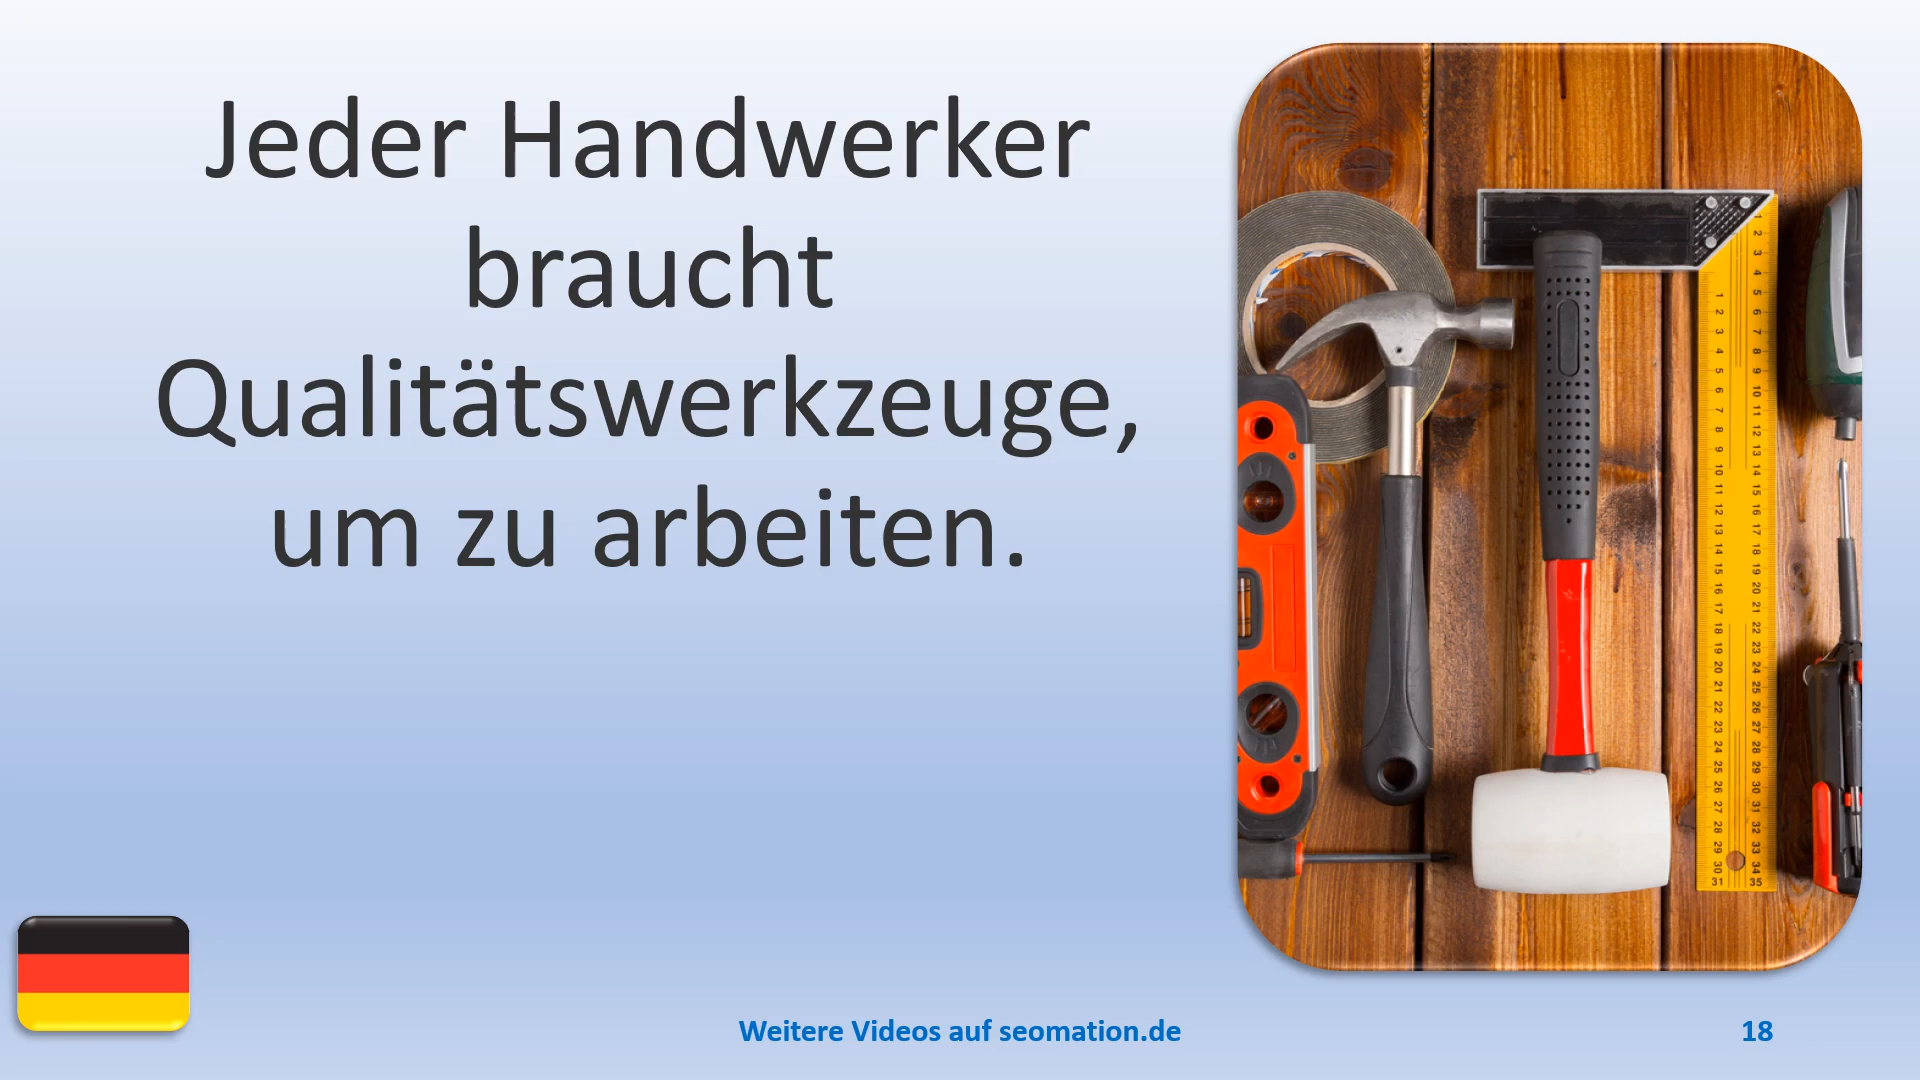 Jeder Handwerker
braucht
Qualitätswerkzeuge,
um zu arbeiten.
Weitere Videos auf seomation.de
18